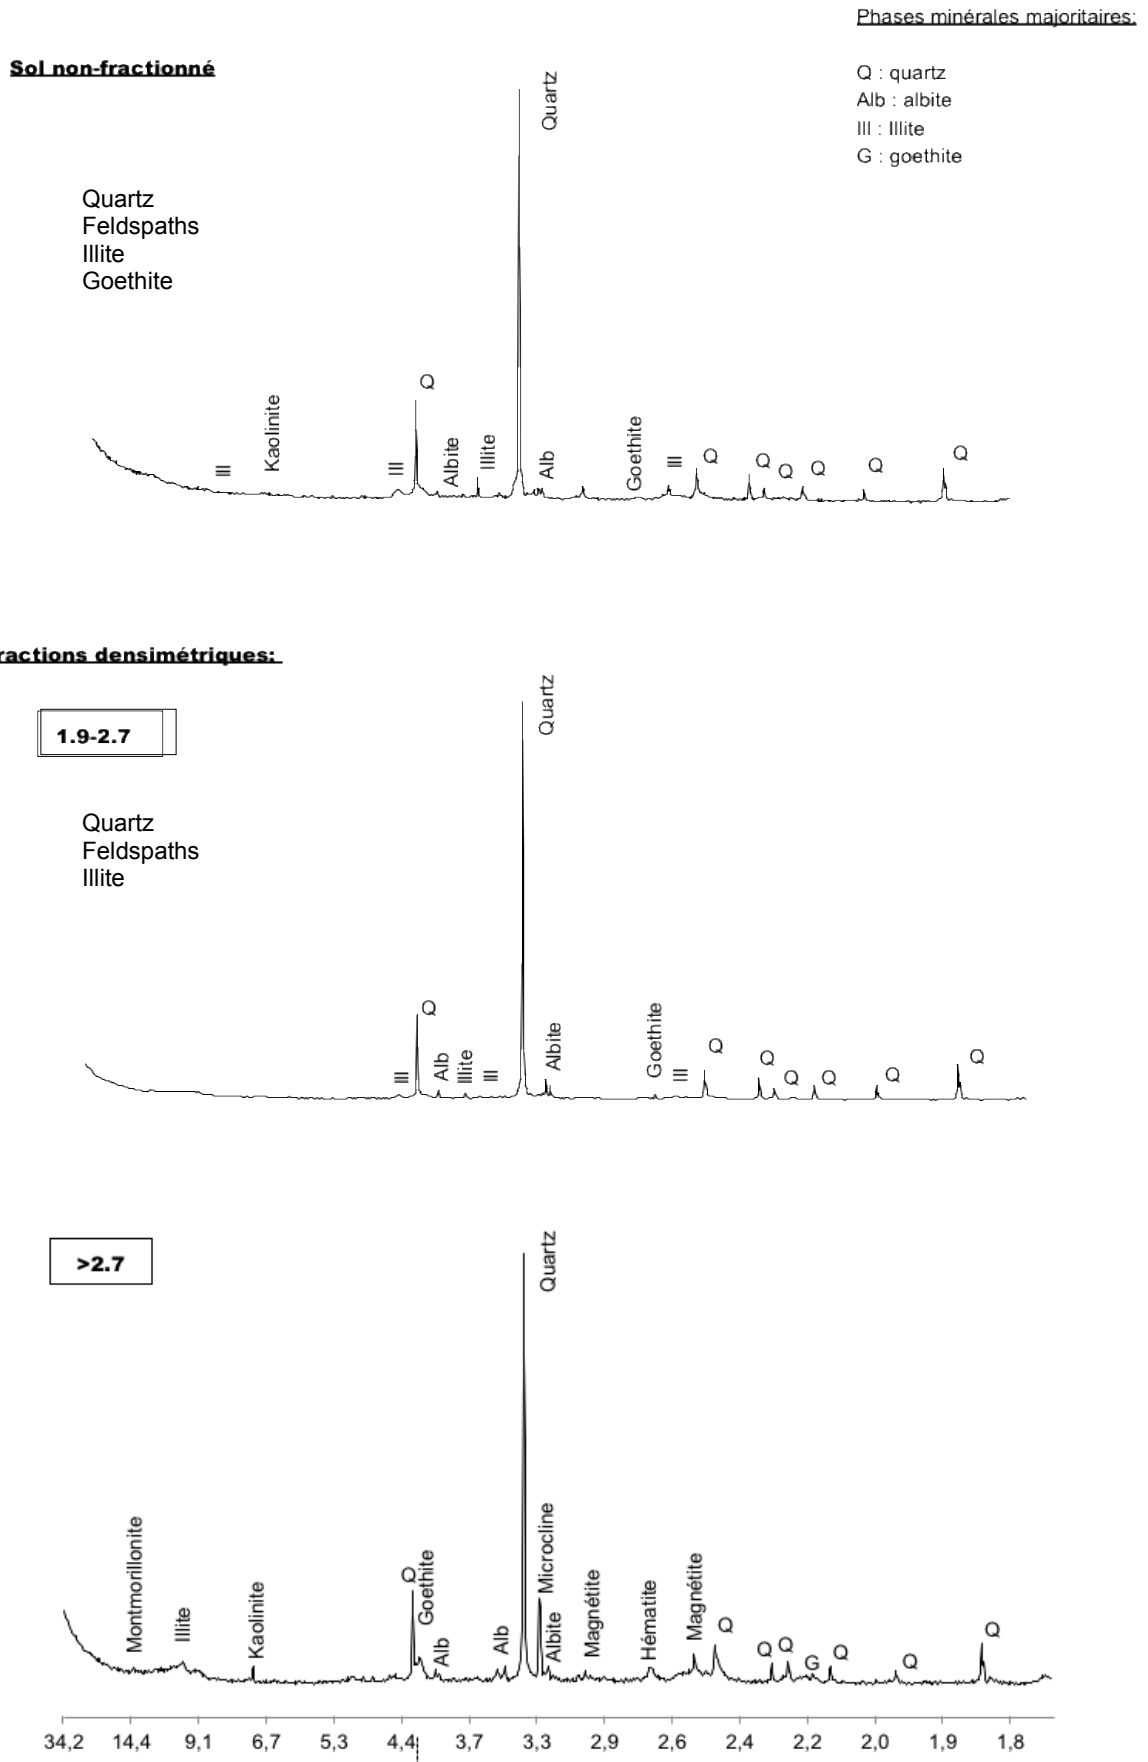 Phases minérales majoritaires:
Sol non-fractionné
Q : quartz
Alb : albite
Ill : Illite
G : goethite
Quartz
Feldspaths
Illite
Goethite
Ill
Kaolinite
Ill
Q
Albite
Illite
Quartz
Alb
Goethite
Ill
Q
Q
Q
Q
Q
Q
ractions densimétriques:
1.9-2.7
Quartz
Feldspaths
Illite
Ill
Q
Alb
Illite
Ill
Quartz
Albite
Goethite
Ill
Q
Q
Q
Q
Q
Q
>2.7
Montmorillonite
Illite
Kaolinite
Q
Goethite
Alb
Alb
Quartz
Microcline
Albite
Magnétite
Hématite
Magnétite
Q
Q
Q
G
Q
Q
Q
34,2 14,4 9,1 6,7 5,3 4,4 3,7 3,3 2,9 2,6 2,4 2,2 2,0 1,9 1,8